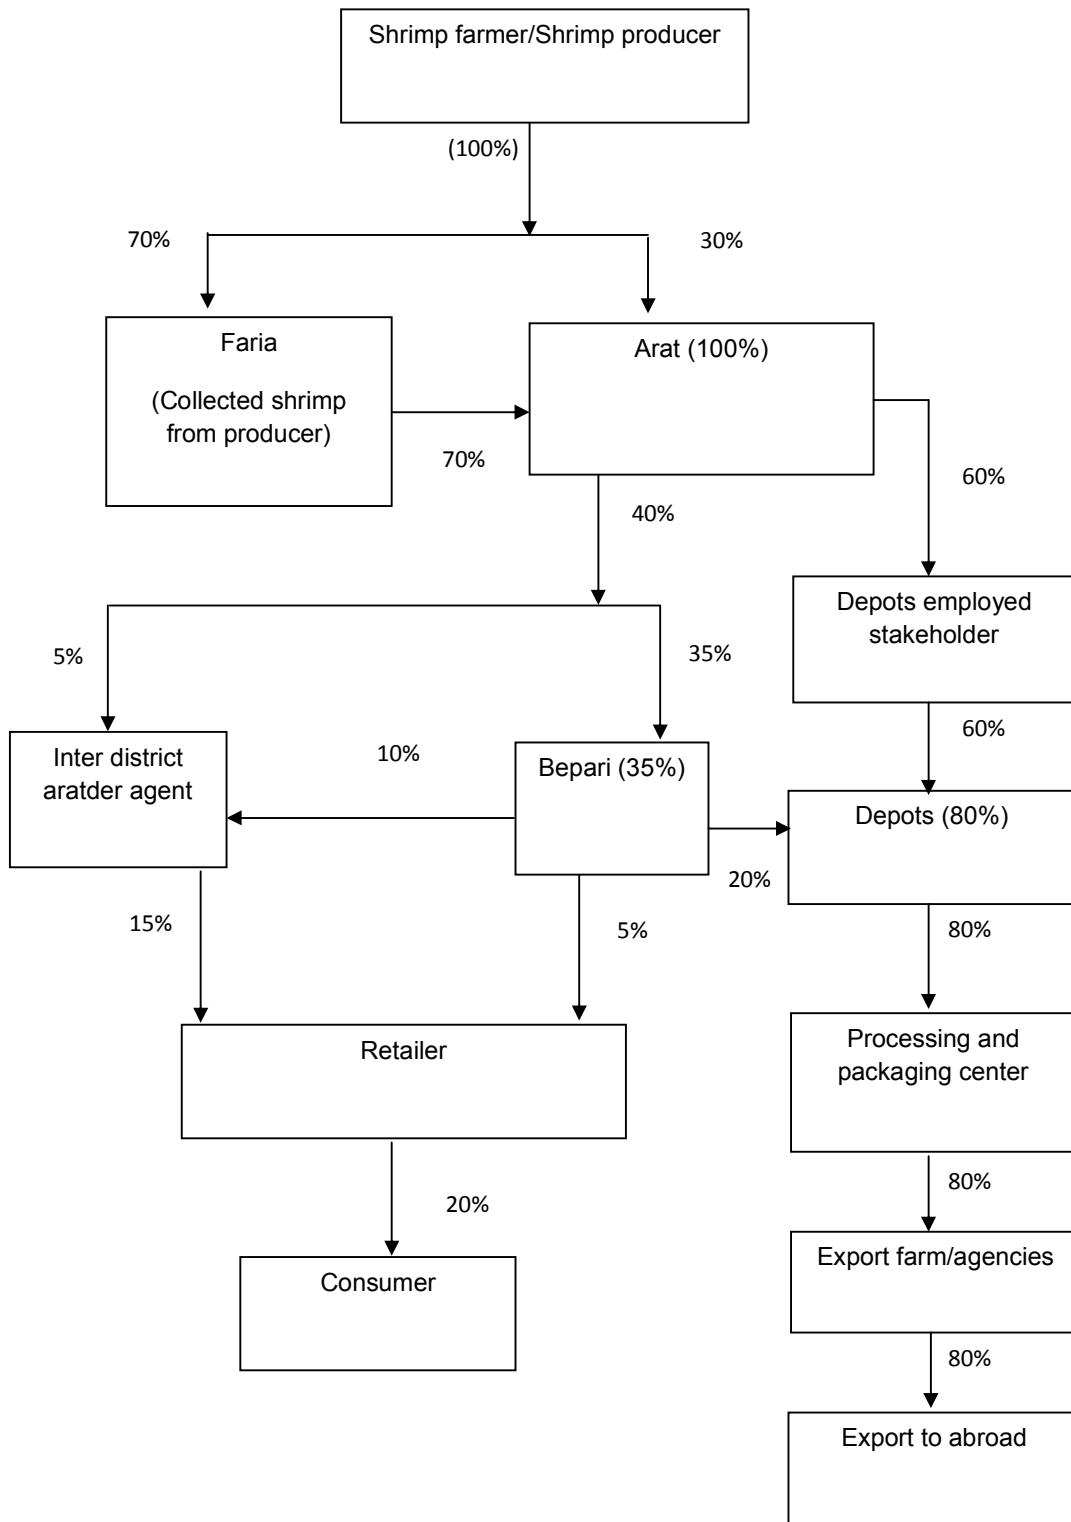 Shrimp farmer/Shrimp producer
(100%)
70%
30%
Faria
(Collected shrimp
from producer)
Arat (100%)
70%
60%
40%
Depots employed
stakeholder
5%
35%
60%
Inter district
aratder agent
10%
Bepari (35%)
Depots (80%)
20%
15%
5%
80%
Retailer
Processing and
packaging center
20%
80%
Consumer
Export farm/agencies
80%
Export to abroad